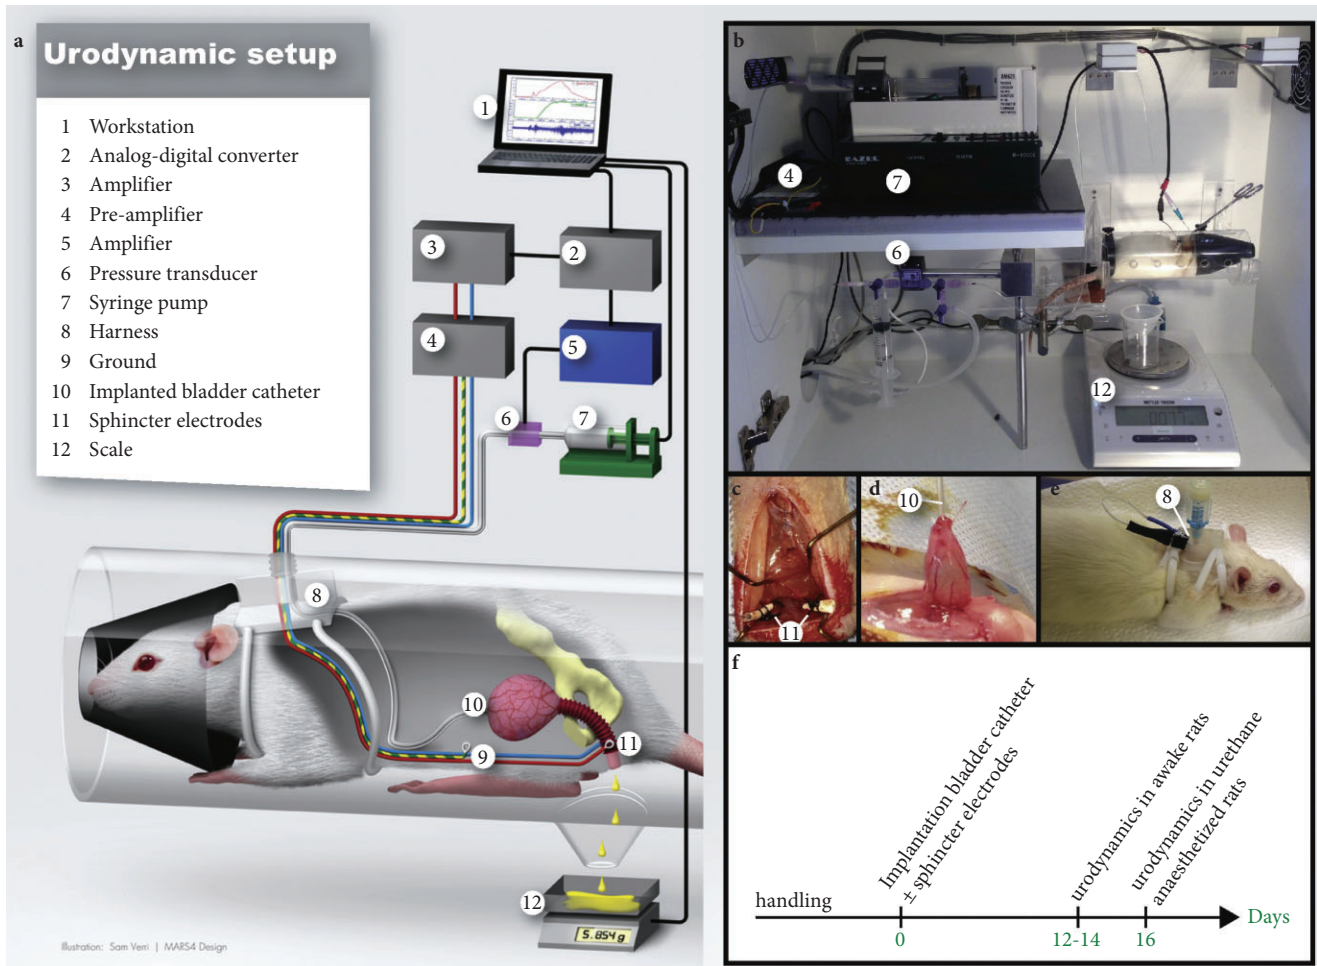 a
Urodynamic setup
1 Workstation
2 Analog-digital converter
3 Amplifier
4 Pre-amplifier
5 Amplifier
6 Pressure transducer
7 Syringe pump
8 Harness
9 Ground
10 Implanted bladder catheter
11 Sphincter electrodes
12 Scale
1
3
2
4
5
6
7
8
10
9
11
12
5.854 g
Illustration: Sam Verri | MARS4 Design
b
4
7
6
12
c
11
d
10
e
8
f
handling
Implantation bladder catheter
± sphincter electrodes
urodynamics in awake rats
urodynamics in urethane
anaesthetized rats
Days
0
12-14
16